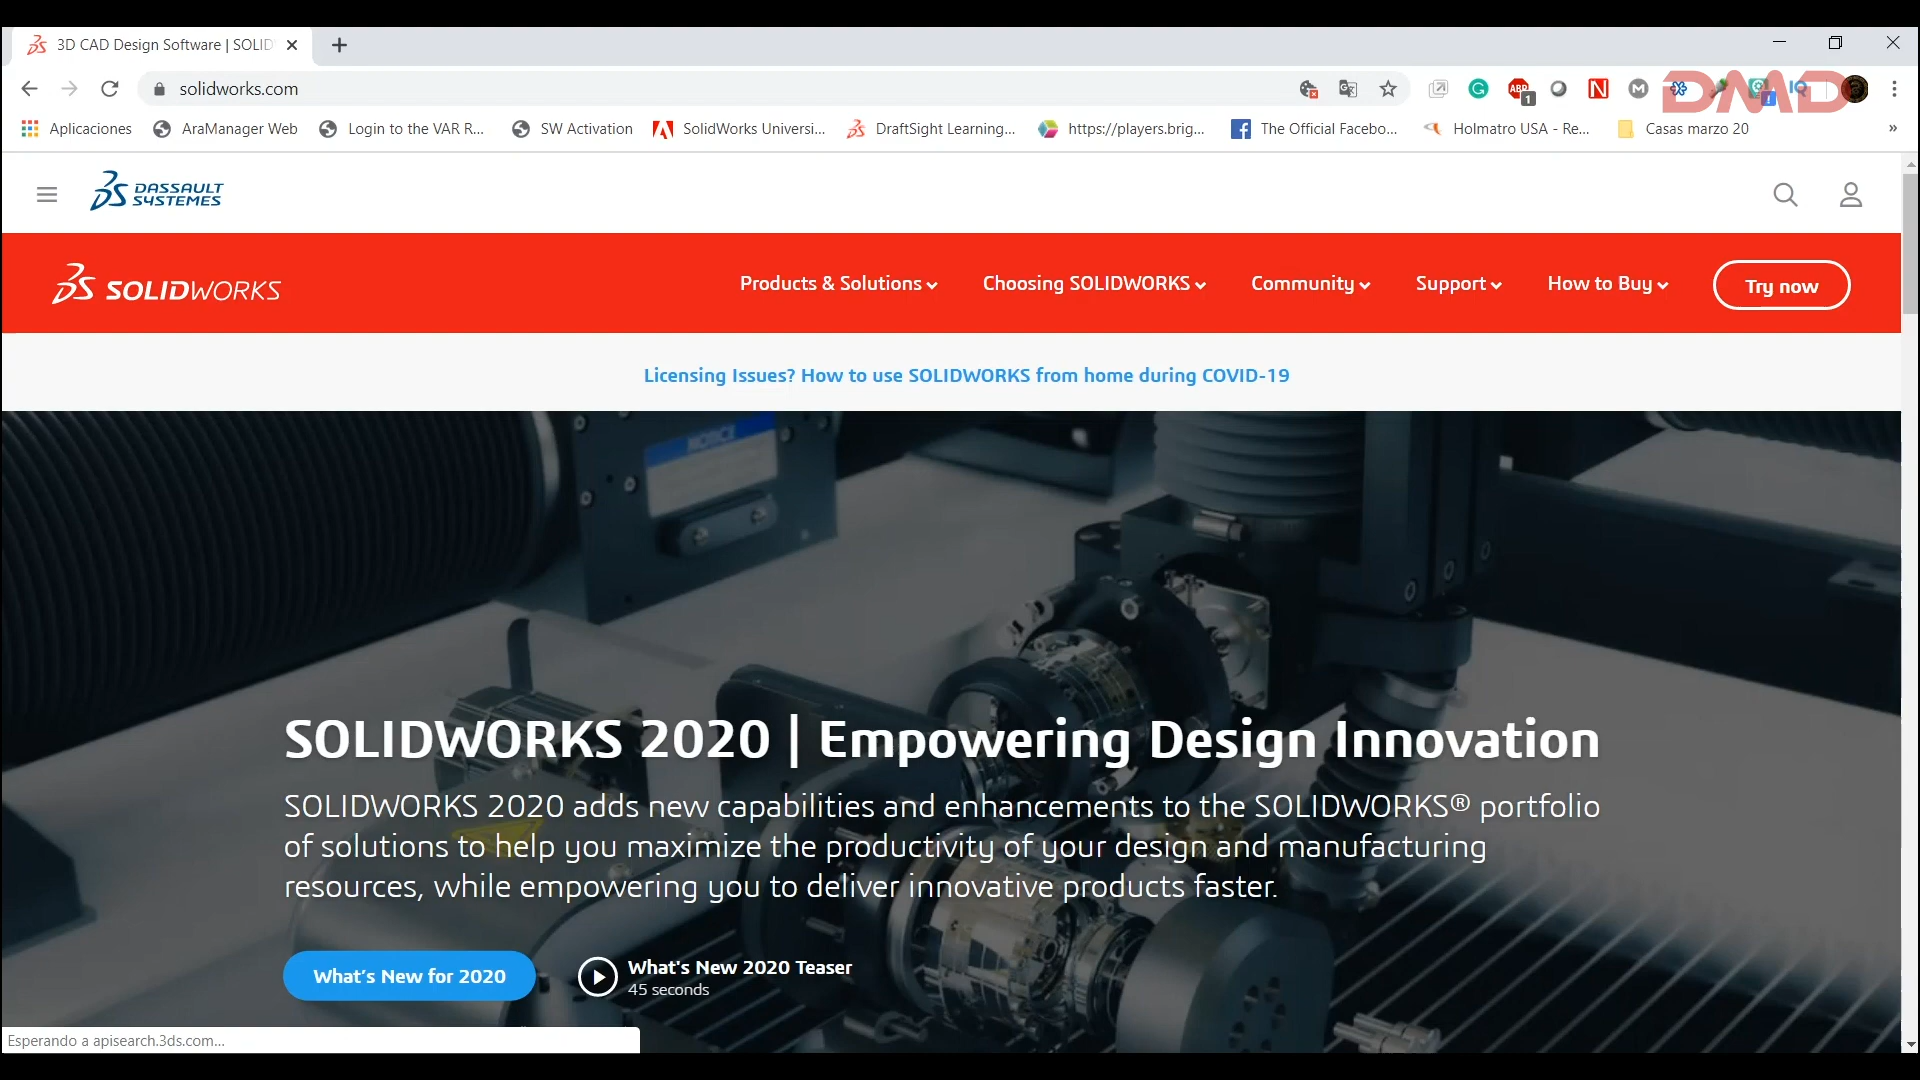 3D CAD Design Software | SOLID
solidworks.com
DMD
Aplicaciones
AraManager Web
Login to the VAR R...
SW Activation
SolidWorks Universi...
DraftSight Learning...
https://players.brig...
The Official Facebo...
Holmatro USA - Re...
Casas marzo 20
DASSAULT
SYSTEMES
SOLIDWORKS
Products & Solutions
Choosing SOLIDWORKS
Community
Support
How to Buy
Try now
Licensing Issues? How to use SOLIDWORKS from home during COVID-19
NOTICE
SOLIDWORKS 2020 | Empowering Design Innovation
SOLIDWORKS 2020 adds new capabilities and enhancements to the SOLIDWORKS® portfolio
of solutions to help you maximize the productivity of your design and manufacturing
resources, while empowering you to deliver innovative products faster.
What's New for 2020
What's New 2020 Teaser
45 seconds
Esperando a apisearch.3ds.com...